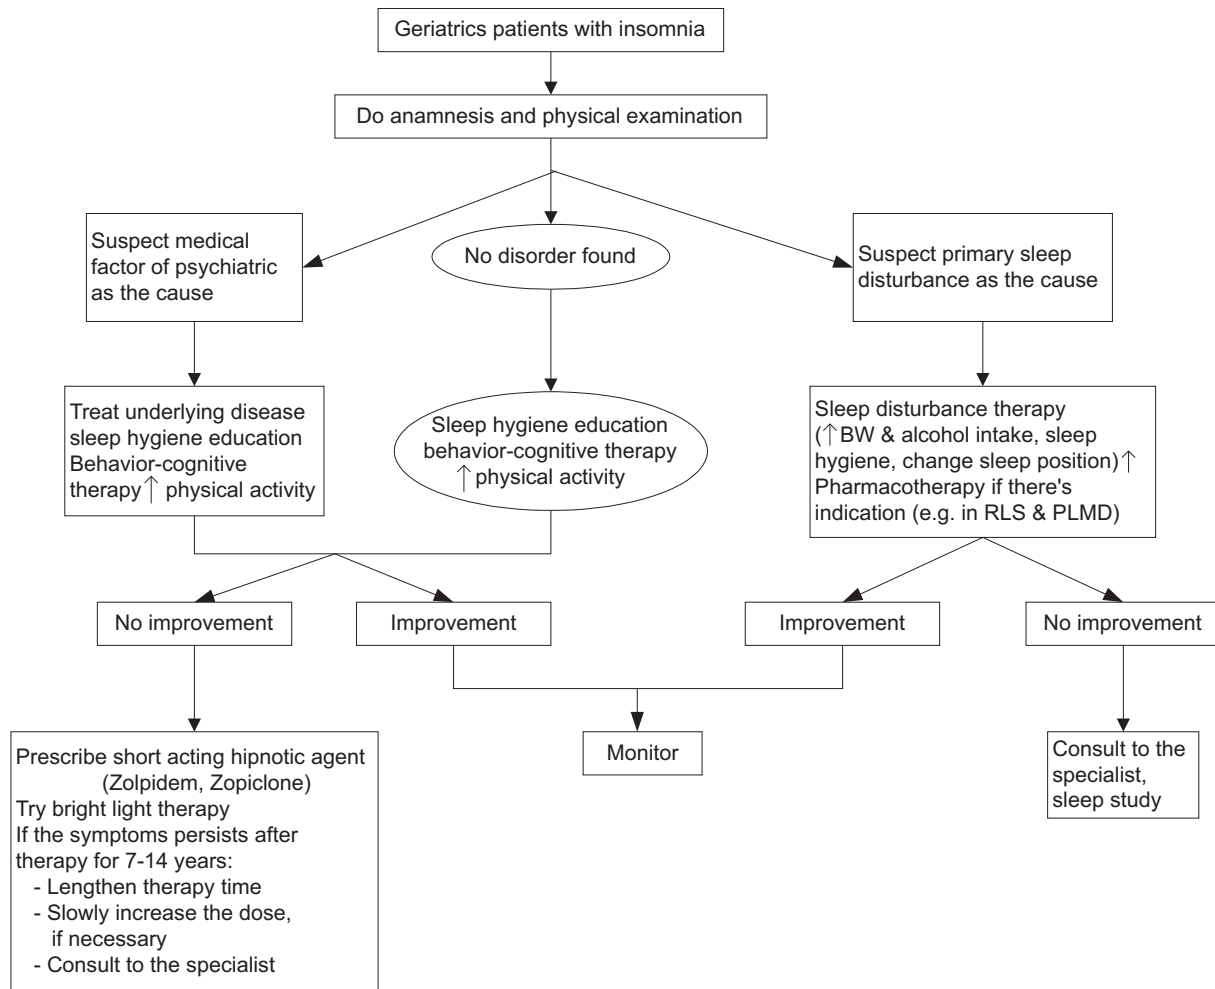 Geriatrics patients with insomnia
Do anamnesis and physical examination
Suspect medical
factor of psychiatric
as the cause
No disorder found
Suspect primary sleep
disturbance as the cause
Treat underlying disease
sleep hygiene education
Behavior-cognitive
therapy↑ physical activity
Sleep hygiene education
behavior-cognitive therapy
↑ physical activity
Sleep disturbance therapy
(↑BW & alcohol intake, sleep
hygiene, change sleep position)↑
Pharmacotherapy if there's
indication (e.g. in RLS & PLMD)
No improvement
Improvement
Improvement
No improvement
Prescribe short acting hipnotic agent
(Zolpidem, Zopiclone)
Try bright light therapy
If the symptoms persists after
therapy for 7-14 years:
- Lengthen therapy time
- Slowly increase the dose,
if necessary
- Consult to the specialist
Monitor
Consult to the
specialist,
sleep study